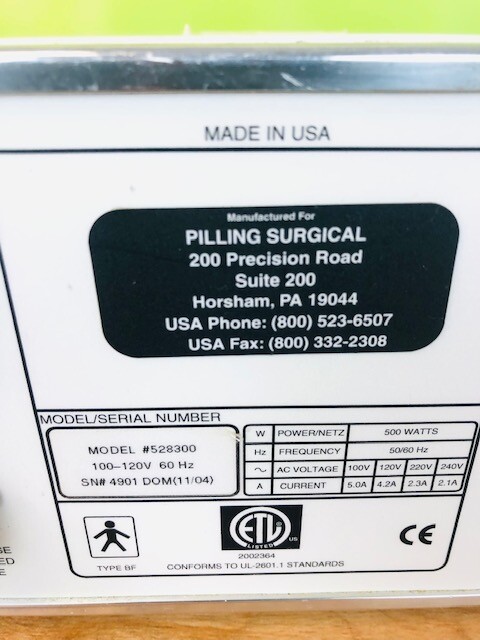 MADE IN USA
Manufactured For
PILLING SURGICAL
200 Precision Road
Suite 200
Horsham, PA 19044
USA Phone: (800) 523-6507
USA Fax: (800) 332-2308
MODEL/SERIAL NUMBER
MODEL #528300
100–120V 60 Hz
SN# 4901 DOM(11/04)
W POWER/NETZ 500 WATTS
Hz FREQUENCY 50/60 Hz
~ AC VOLTAGE 100V 120V 220V 240V
A CURRENT 5.0A 4.2A 2.3A 2.1A
TYPE BF
ETL
LISTED
US
2002364
CONFORMS TO UL-2601.1 STANDARDS
CE